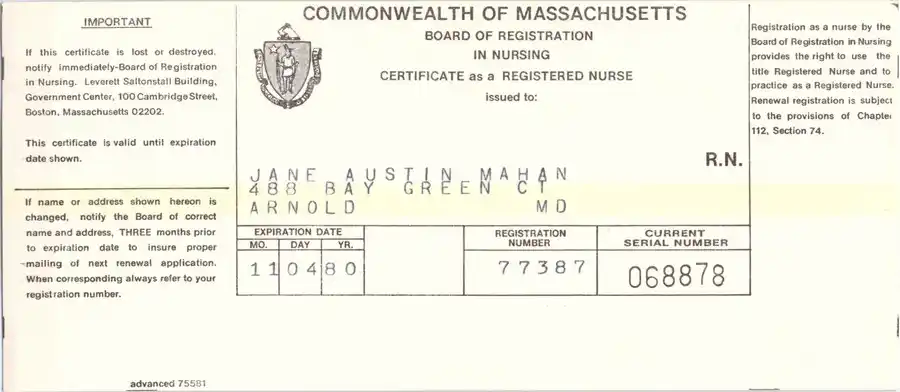 IMPORTANT
If this certificate is lost or destroyed,
notify immediately-Board of Registration
in Nursing. Leverett Saltonstall Building,
Government Center, 100 Cambridge Street,
Boston, Massachusetts 02202.
This certificate is valid until expiration
date shown.
If name or address shown hereon is
changed, notify the Board of correct
name and address, THREE months prior
to expiration date to insure proper
mailing of next renewal application.
When corresponding always refer to your
registration number.
advanced 75581
COMMONWEALTH OF MASSACHUSETTS
BOARD OF REGISTRATION
IN NURSING
CERTIFICATE as a REGISTERED NURSE
issued to:
R.N.
JANE AUSTIN MAHAN
488 BAY GREEN CT
ARNOLD MD
EXPIRATION DATE
MO. DAY YR.
11 04 80
REGISTRATION
NUMBER
77387
CURRENT
SERIAL NUMBER
068878
Registration as a nurse by the
Board of Registration in Nursing
provides the right to use the
title Registered Nurse and to
practice as a Registered Nurse.
Renewal registration is subject
to the provisions of Chapter
112, Section 74.